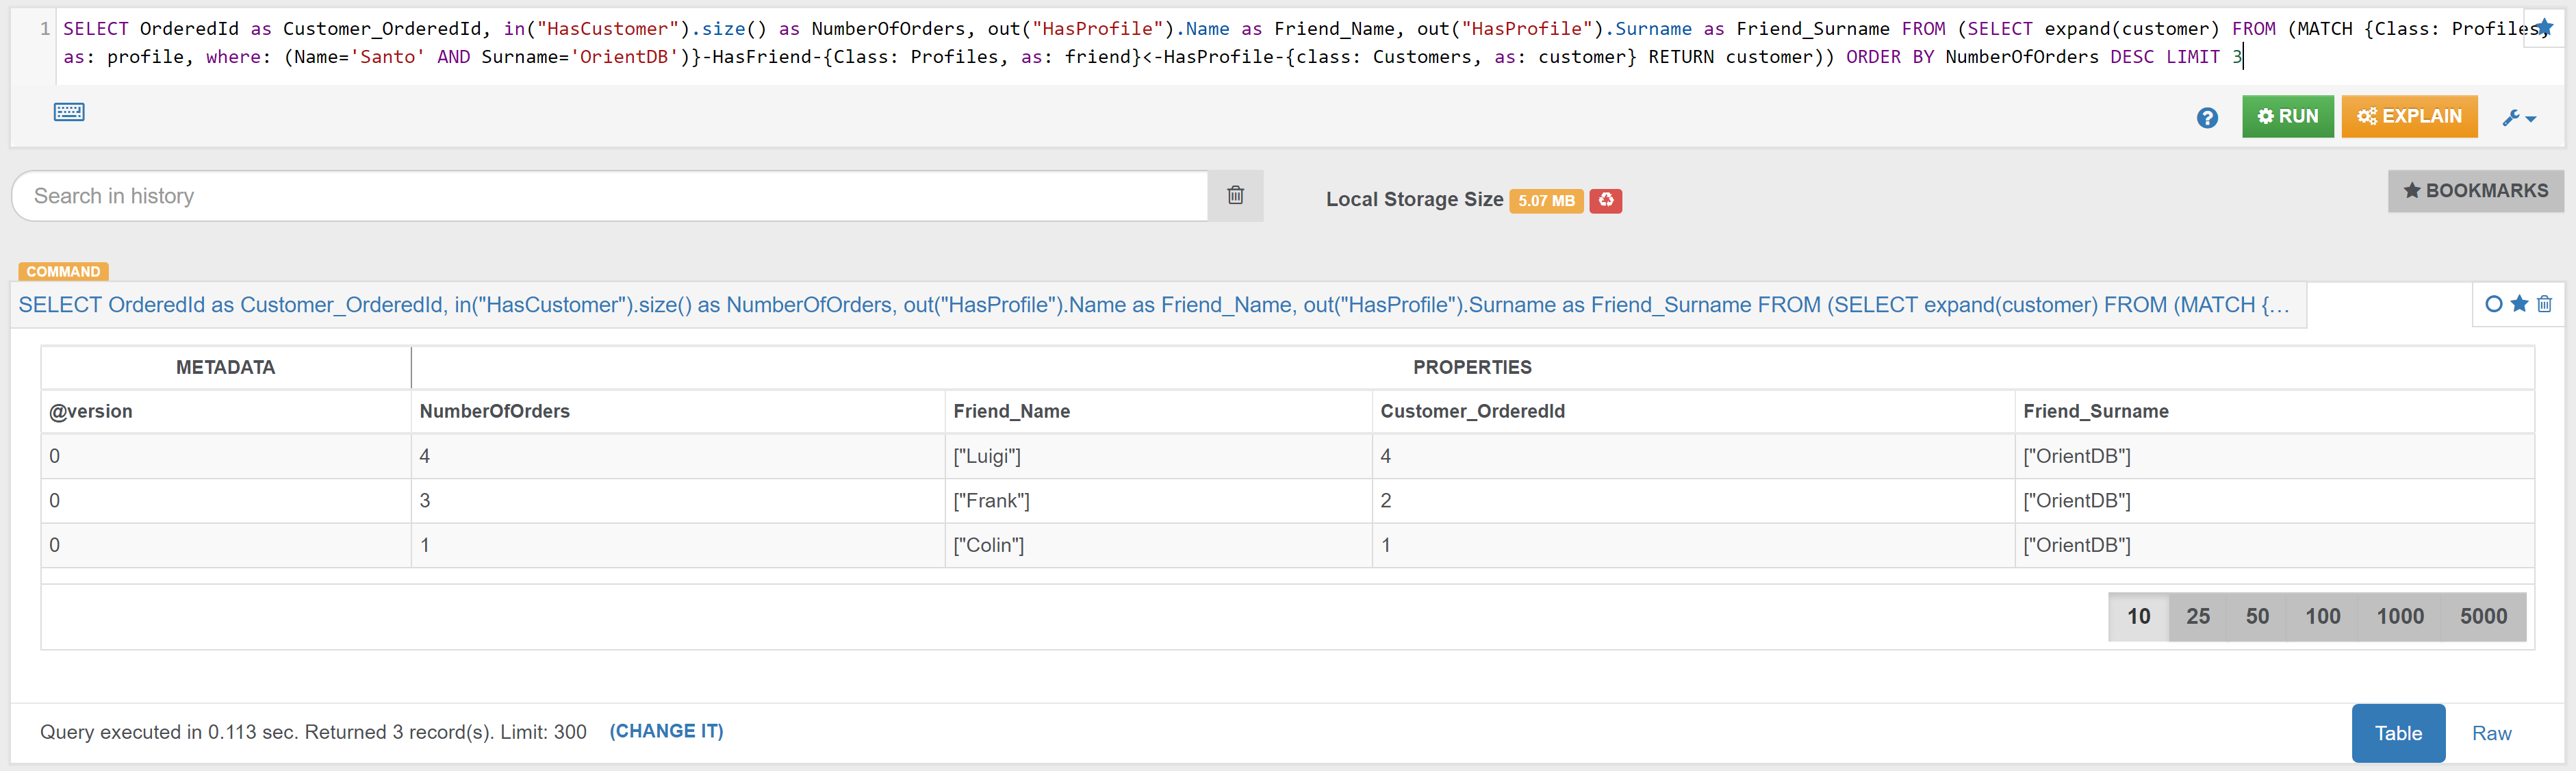 1 SELECT OrderedId as Customer_OrderedId, in("HasCustomer").size() as NumberOfOrders, out("HasProfile").Name as Friend_Name, out("HasProfile").Surname as Friend_Surname FROM (SELECT expand(customer) FROM (MATCH {Class: Profiles,
as: profile, where: (Name='Santo' AND Surname='OrientDB')}-HasFriend-{Class: Profiles, as: friend}<-HasProfile-{class: Customers, as: customer} RETURN customer)) ORDER BY NumberOfOrders DESC LIMIT 3
? RUN EXPLAIN
Search in history Local Storage Size 5.07 MB BOOKMARKS
COMMAND
SELECT OrderedId as Customer_OrderedId, in("HasCustomer").size() as NumberOfOrders, out("HasProfile").Name as Friend_Name, out("HasProfile").Surname as Friend_Surname FROM (SELECT expand(customer) FROM (MATCH {...
METADATA PROPERTIES
@version NumberOfOrders Friend_Name Customer_OrderedId Friend_Surname
0 4 ["Luigi"] 4 ["OrientDB"]
0 3 ["Frank"] 2 ["OrientDB"]
0 1 ["Colin"] 1 ["OrientDB"]
10 25 50 100 1000 5000
Query executed in 0.113 sec. Returned 3 record(s). Limit: 300 (CHANGE IT) Table Raw